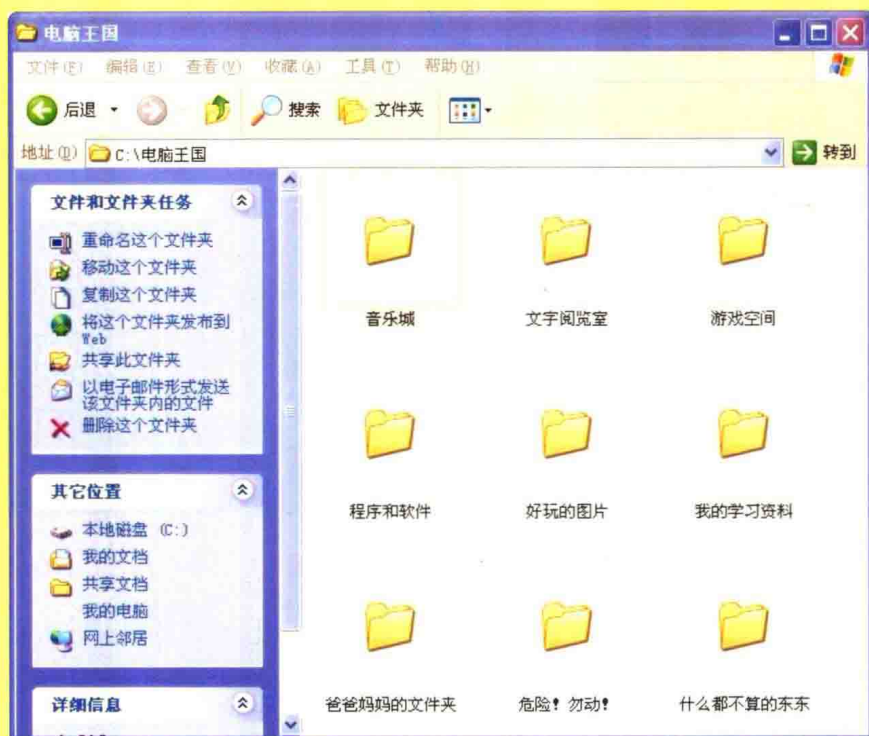 电脑王国
文件(F) 编辑(E) 查看(V) 收藏(A) 工具(T) 帮助(H)
后退 搜索 文件夹
地址(D) C:\电脑王国 转到
文件和文件夹任务
重命名这个文件夹
移动这个文件夹
复制这个文件夹
将这个文件夹发布到
Web
共享此文件夹
以电子邮件形式发送
该文件夹内的文件
删除这个文件夹
其它位置
本地磁盘 (C:)
我的文档
共享文档
我的电脑
网上邻居
详细信息
音乐城 文字阅览室 游戏空间
程序和软件 好玩的图片 我的学习资料
爸爸妈妈的文件夹 危险！勿动！ 什么都不算的东东